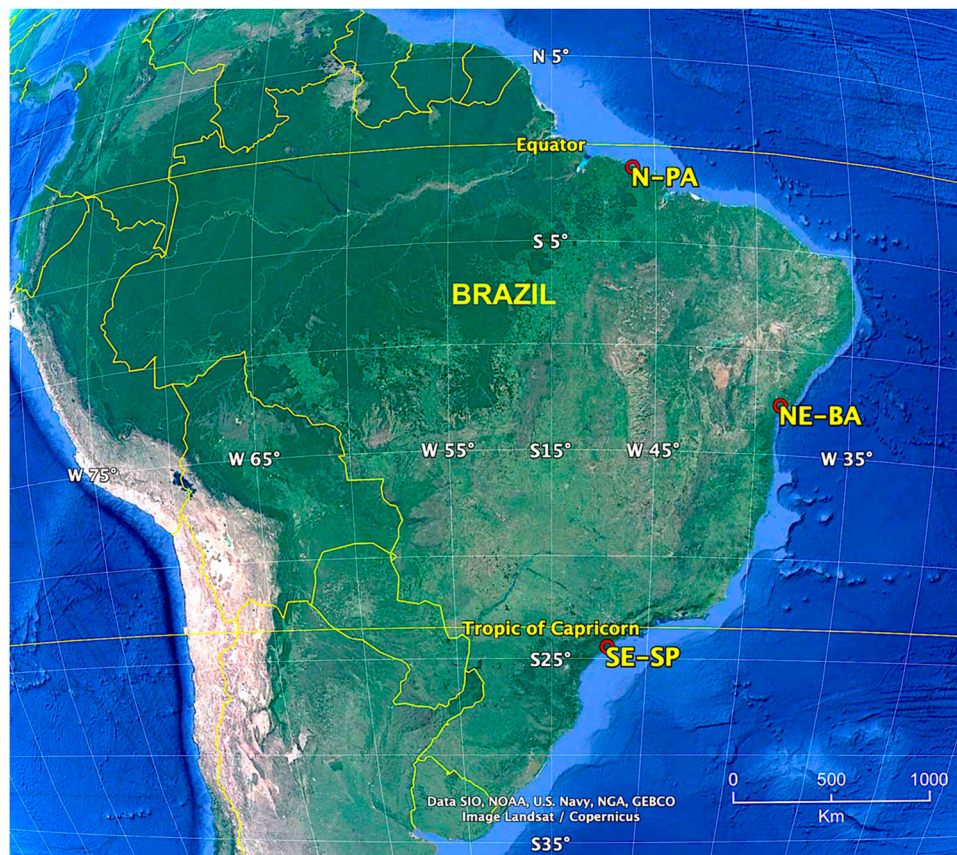 N 5°
Equator
N-PA
S 5°
BRAZIL
NE-BA
W 75°
W 65°
W 55°
S15°
W 45°
W 35°
Tropic of Capricorn
S25°
SE-SP
0 500 1000
Km
Data SIO, NOAA, U.S. Navy, NGA, GEBCO
Image Landsat / Copernicus
S35°